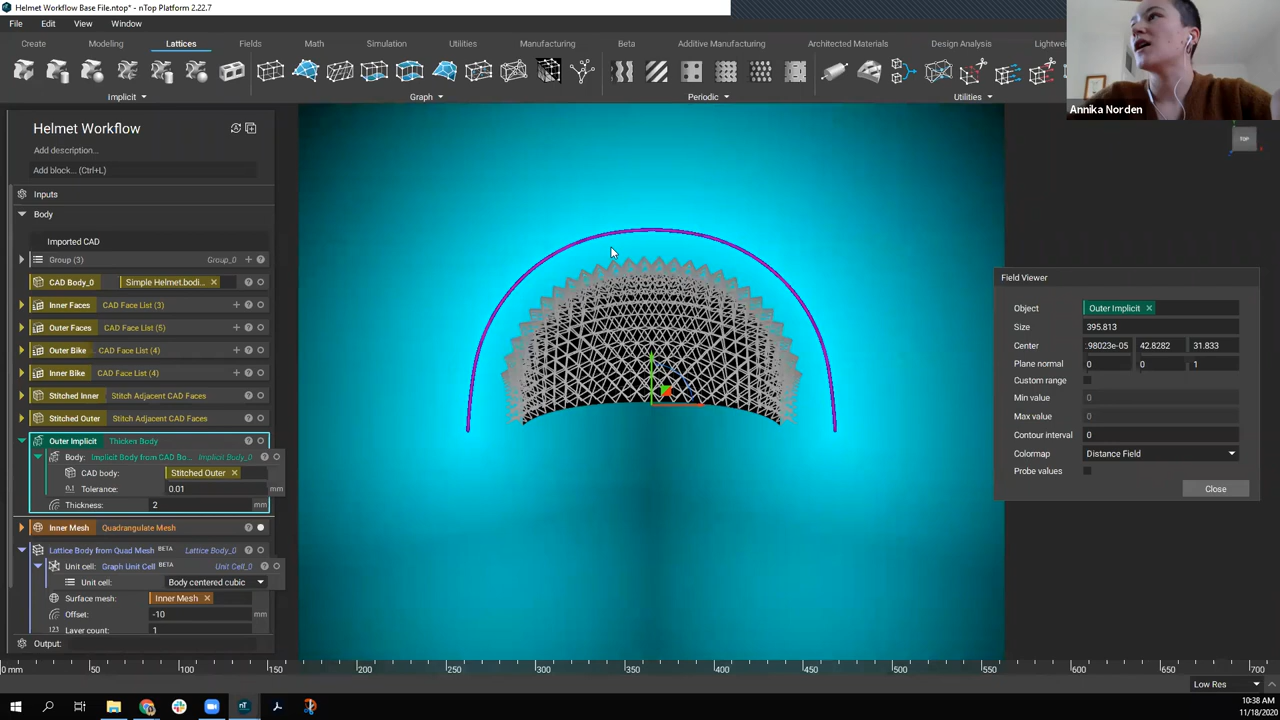 Helmet Workflow Base File.ntop* - nTop Platform 2.22.7
File Edit View Window
Create Modeling Lattices Fields Math Simulation Utilities Manufacturing Beta Additive Manufacturing Architected Materials Design Analysis
Implicit Graph Periodic Utilities
Annika Norden
Helmet Workflow
Add description...
Add block... (Ctrl+L)
Inputs
Body
Imported CAD
Group (3) Group_0
CAD Body_0 Simple Helmet.bodi...
Inner Faces CAD Face List (3)
Outer Faces CAD Face List (5)
Outer Bike CAD Face List (4)
Inner Bike CAD Face List (4)
Stitched Inner Stitch Adjacent CAD Faces
Stitched Outer Stitch Adjacent CAD Faces
Outer Implicit Thicken Body
Body: Implicit Body from CAD Bo... Implicit Body_0
CAD body: Stitched Outer
Tolerance: 0.01
Thickness: 2 mm
Inner Mesh Quadrangulate Mesh
Lattice Body from Quad Mesh BETA Lattice Body_0
Unit cell: Graph Unit Cell BETA Unit Cell_0
Unit cell: Body centered cubic
Surface mesh: Inner Mesh
Offset: -10 mm
Layer count: 1
Output:
TOP
Field Viewer
Object Outer Implicit
Size 395.813
Center .98023e-05 42.8282 31.833
Plane normal 0 0 1
Custom range
Min value 0
Max value 0
Contour interval 0
Colormap Distance Field
Probe values
Close
0 mm 50 100 150 200 250 300 350 400 450 500 550 600 650 700
Low Res
10:38 AM
11/18/2020